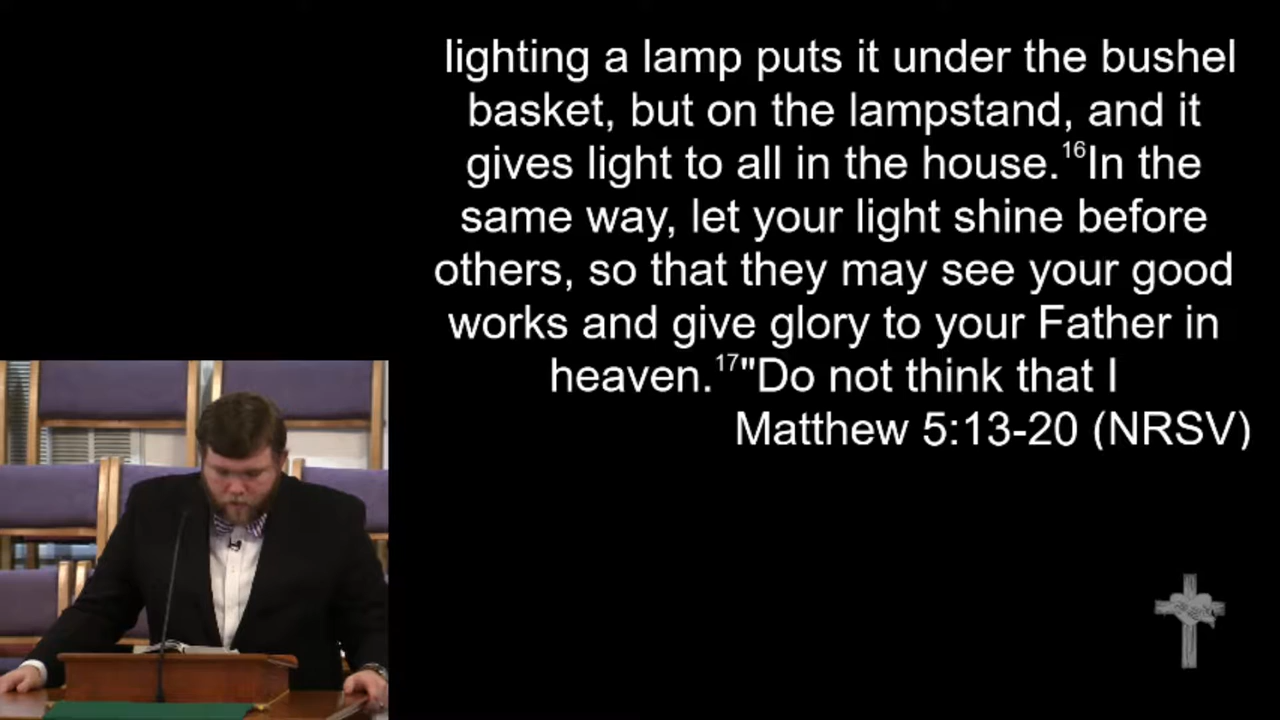 lighting a lamp puts it under the bushel
basket, but on the lampstand, and it
gives light to all in the house.¹⁶In the
same way, let your light shine before
others, so that they may see your good
works and give glory to your Father in
heaven.¹⁷"Do not think that I
Matthew 5:13-20 (NRSV)